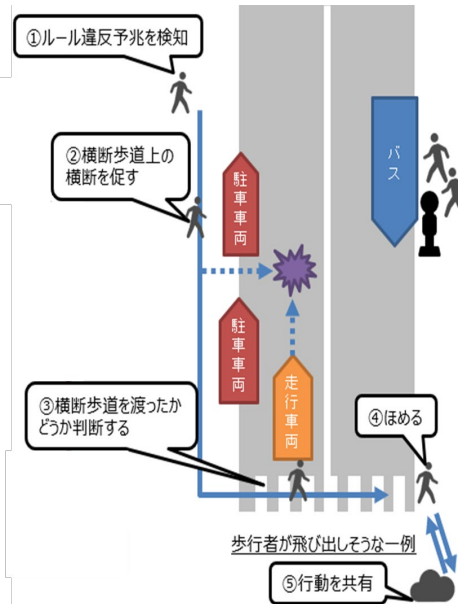 ①ルール違反予兆を検知
②横断歩道上の
横断を促す
駐車車両
バス
駐車車両
走行車両
③横断歩道を渡ったか
どうか判断する
④ほめる
歩行者が飛び出しそうな一例
⑤行動を共有